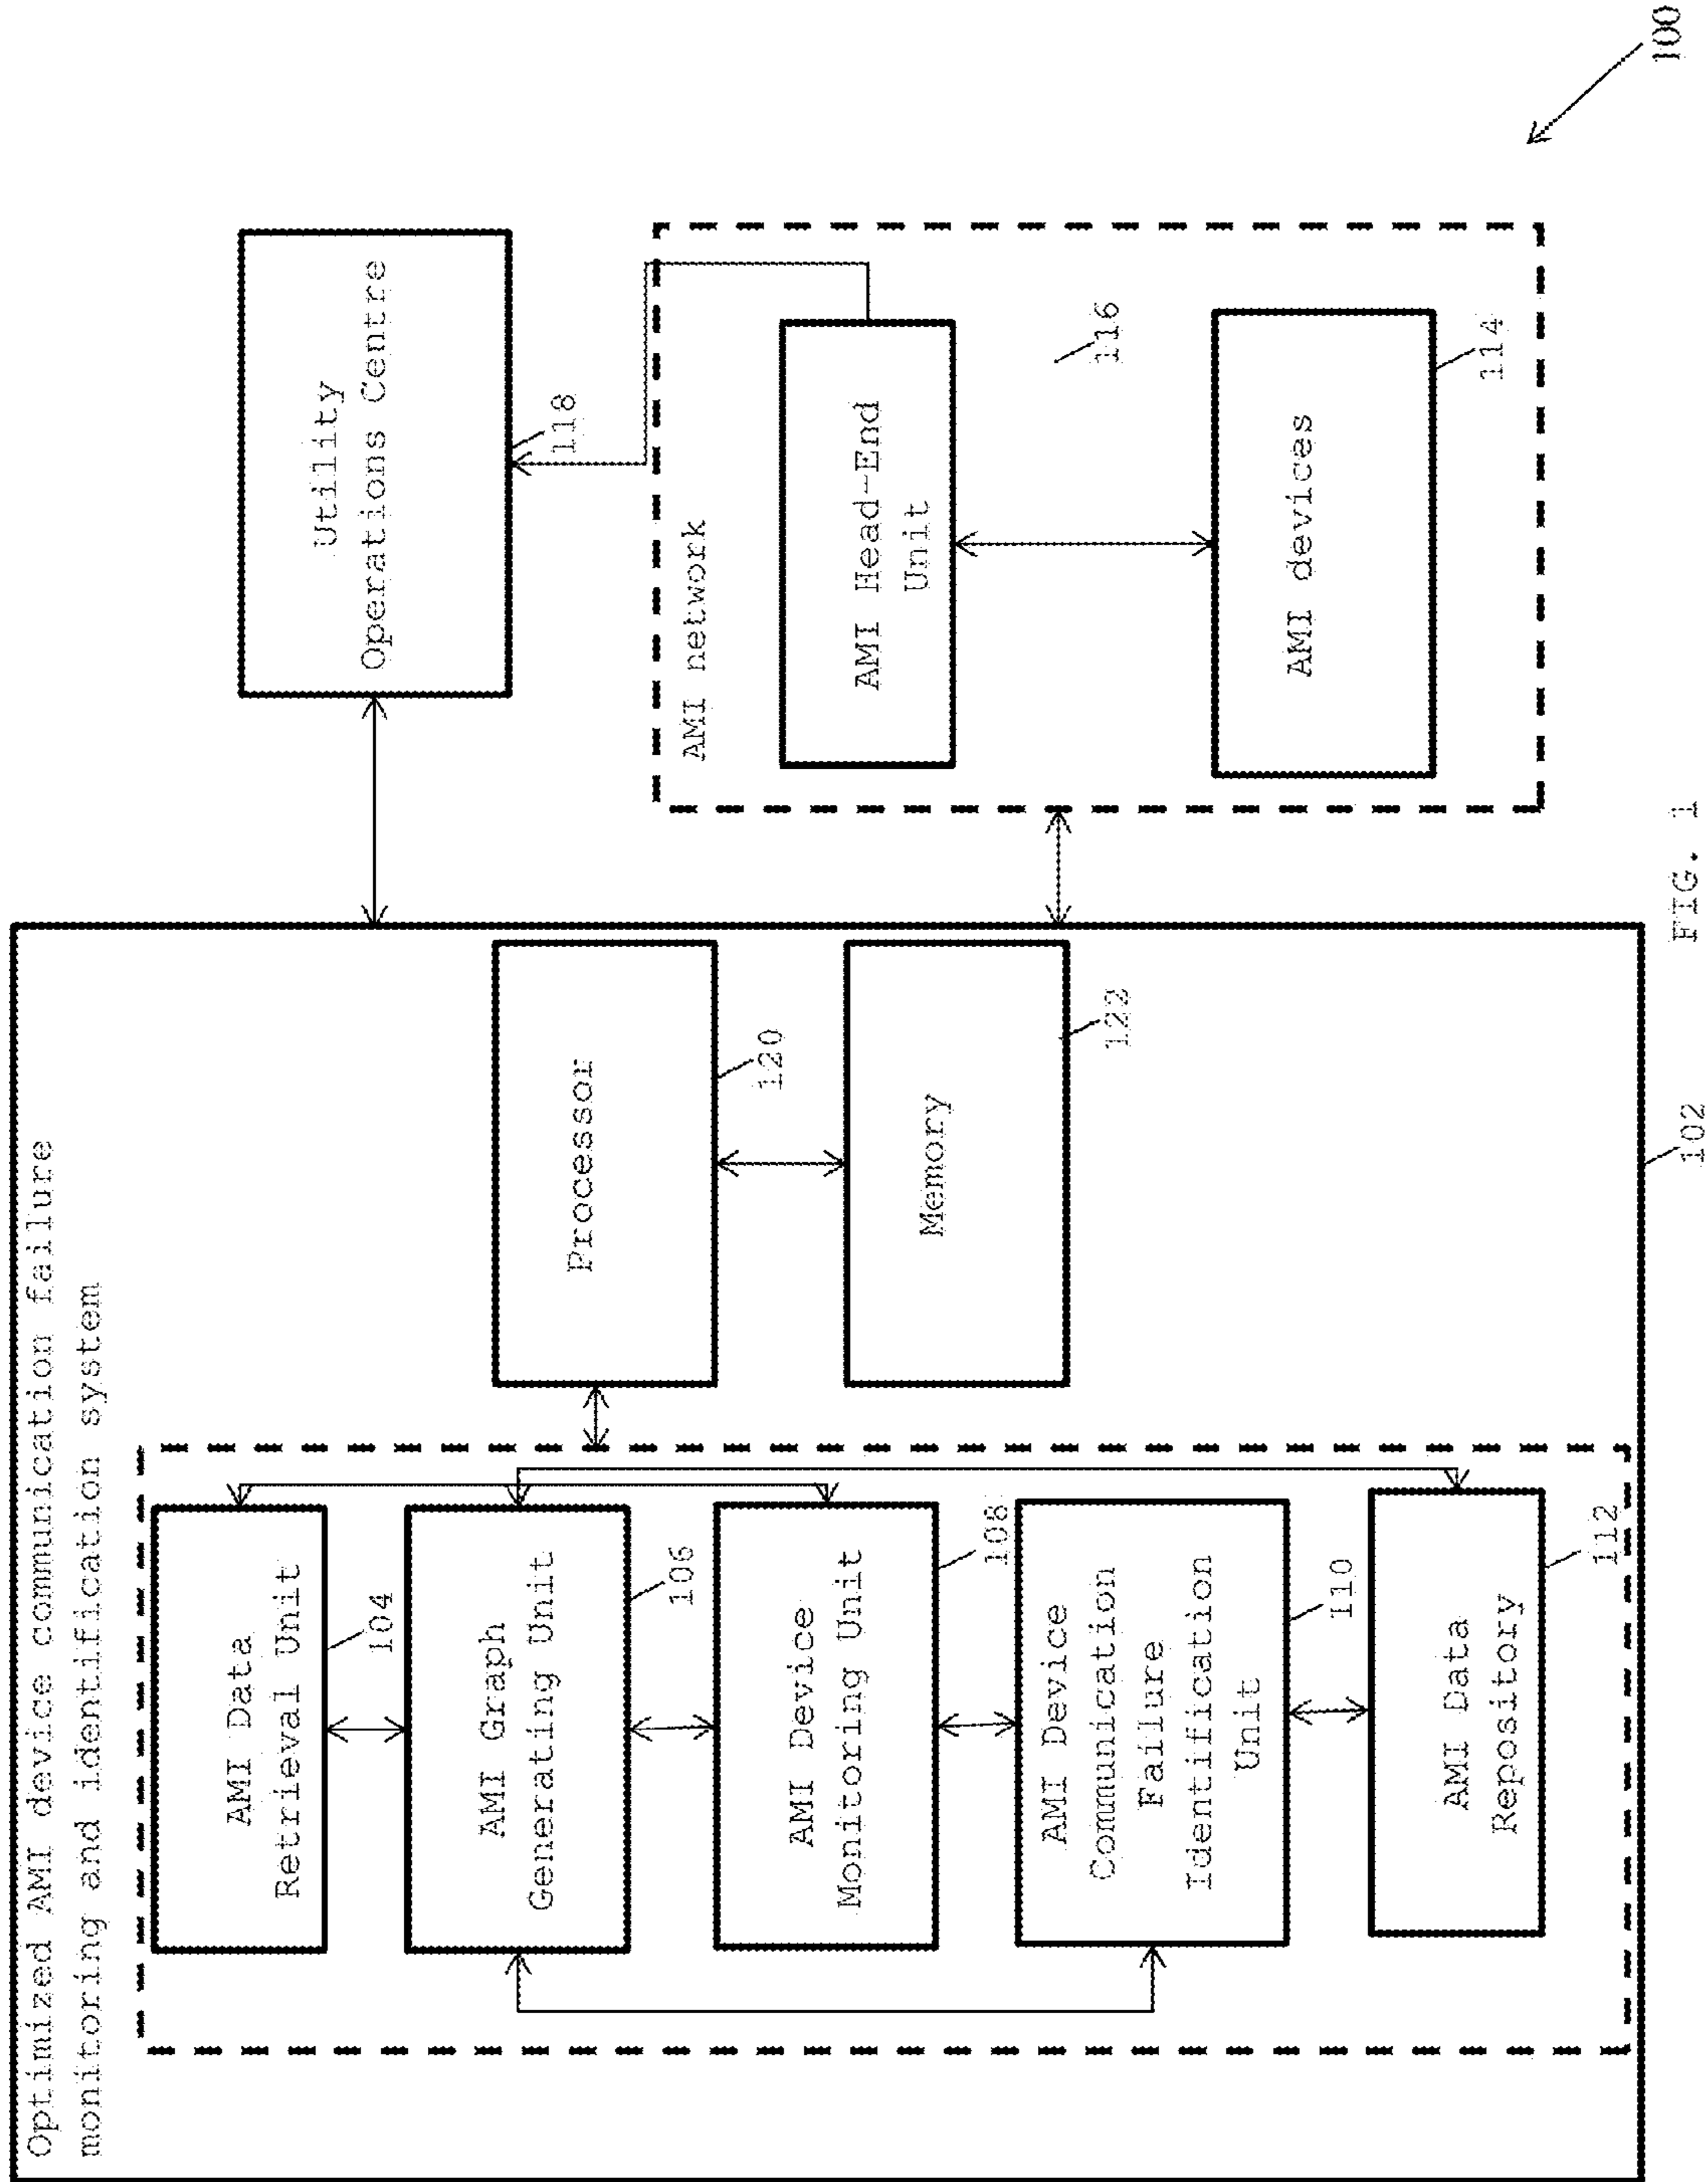 Optimized AMI device communication failure
monitoring and identification system
AMI Data
Retrieval Unit
104
AMI Graph
Generating Unit
106
AMI Device
Monitoring Unit
108
AMI Device
Communication
Failure
Identification
Unit
110
AMI Data
Repository
112
Processor
120
Memory
122
102
Utility
Operations Centre
118
AMI network
AMI Head-End
Unit
116
AMI devices
114
FIG. 1
100